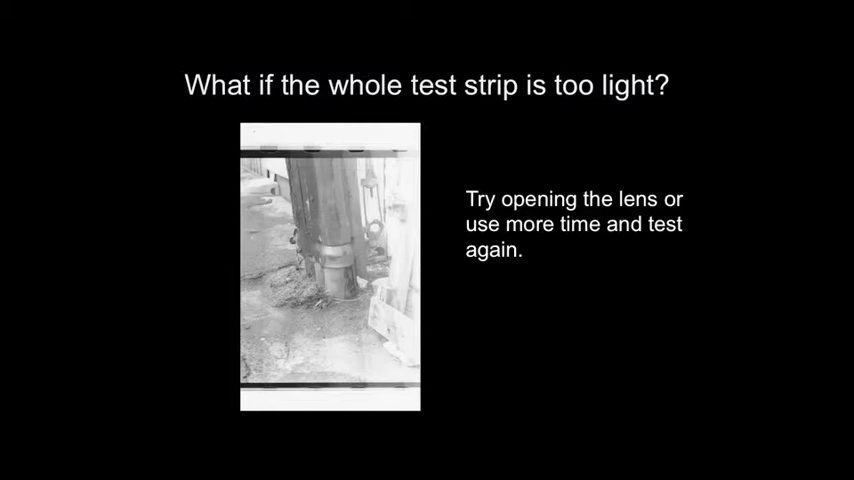 What if the whole test strip is too light?
Try opening the lens or
use more time and test
again.